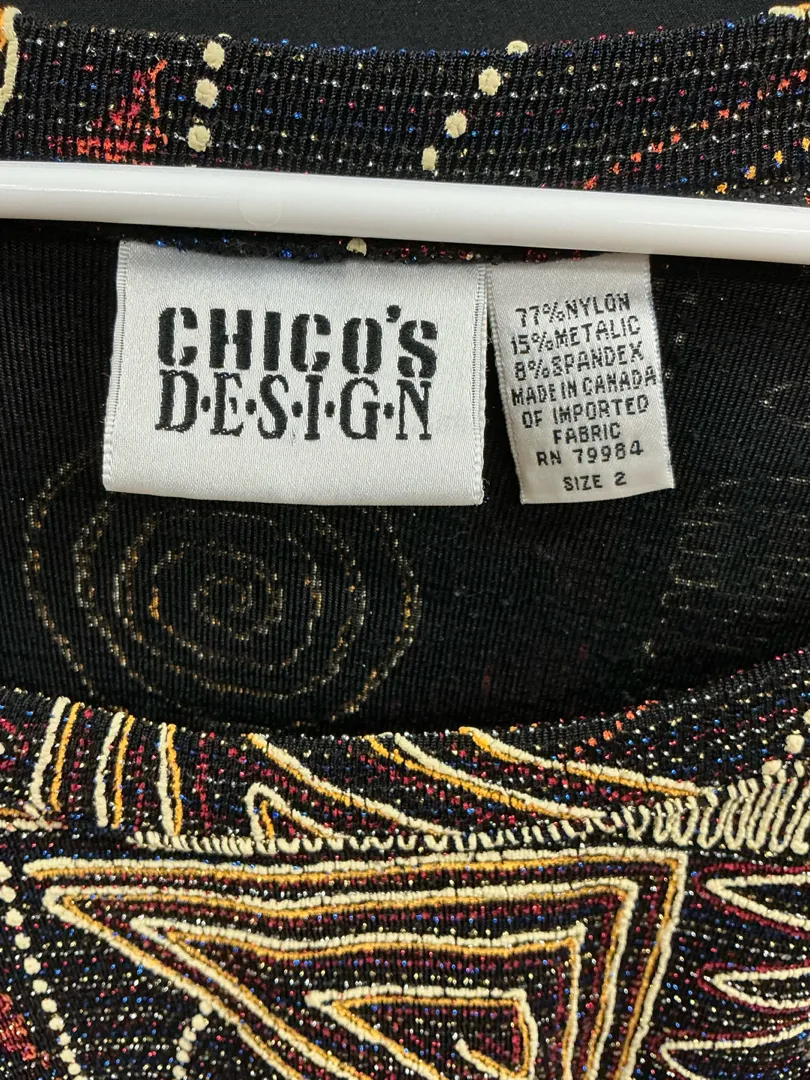 CHICO'S
D·E·S·I·G·N
77%NYLON
15%METALIC
8%SPANDEX
MADE IN CANADA
OF IMPORTED
FABRIC
RN 79984
SIZE 2